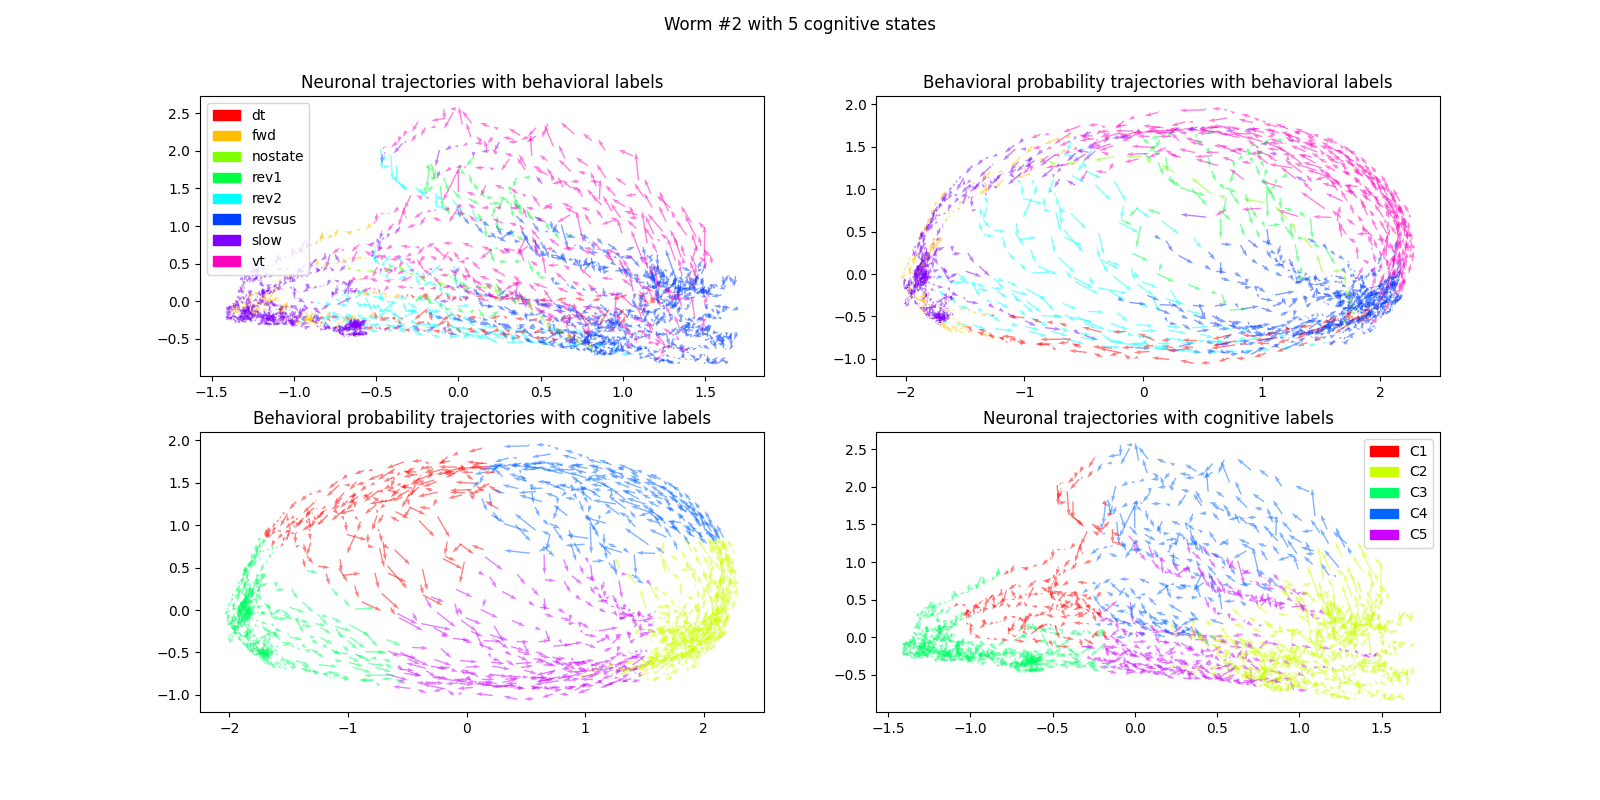 Worm #2 with 5 cognitive states
Neuronal trajectories with behavioral labels
2.5
2.0
1.5
1.0
0.5
0.0
−0.5
−1.5 −1.0 −0.5 0.0 0.5 1.0 1.5
dt
fwd
nostate
rev1
rev2
revsus
slow
vt
Behavioral probability trajectories with behavioral labels
2.0
1.5
1.0
0.5
0.0
−0.5
−1.0
−2 −1 0 1 2
Behavioral probability trajectories with cognitive labels
2.0
1.5
1.0
0.5
0.0
−0.5
−1.0
−2 −1 0 1 2
Neuronal trajectories with cognitive labels
2.5
2.0
1.5
1.0
0.5
0.0
−0.5
−1.5 −1.0 −0.5 0.0 0.5 1.0 1.5
C1
C2
C3
C4
C5